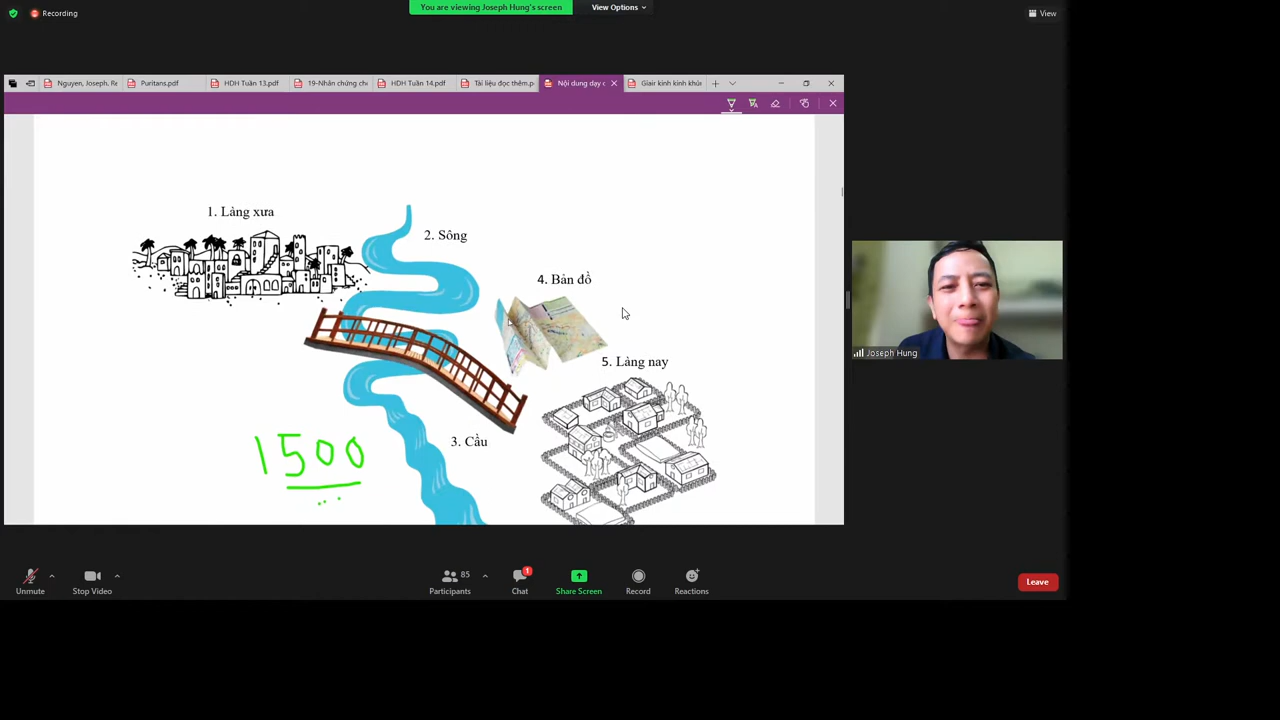 Recording
You are viewing Joseph Hung's screen
View Options
View
Nguyen, Joseph. Re
Puritans.pdf
HDH Tuần 13.pdf
19-Nhân chứng chứ
HDH Tuần 14.pdf
Tài liệu đọc thêm.p
Nội dung dạy c
Giair kinh kinh khủ
1. Làng xưa
2. Sông
4. Bản đồ
5. Làng nay
3. Cầu
1500
Joseph Hung
Unmute
Stop Video
85
Participants
1
Chat
Share Screen
Record
Reactions
Leave